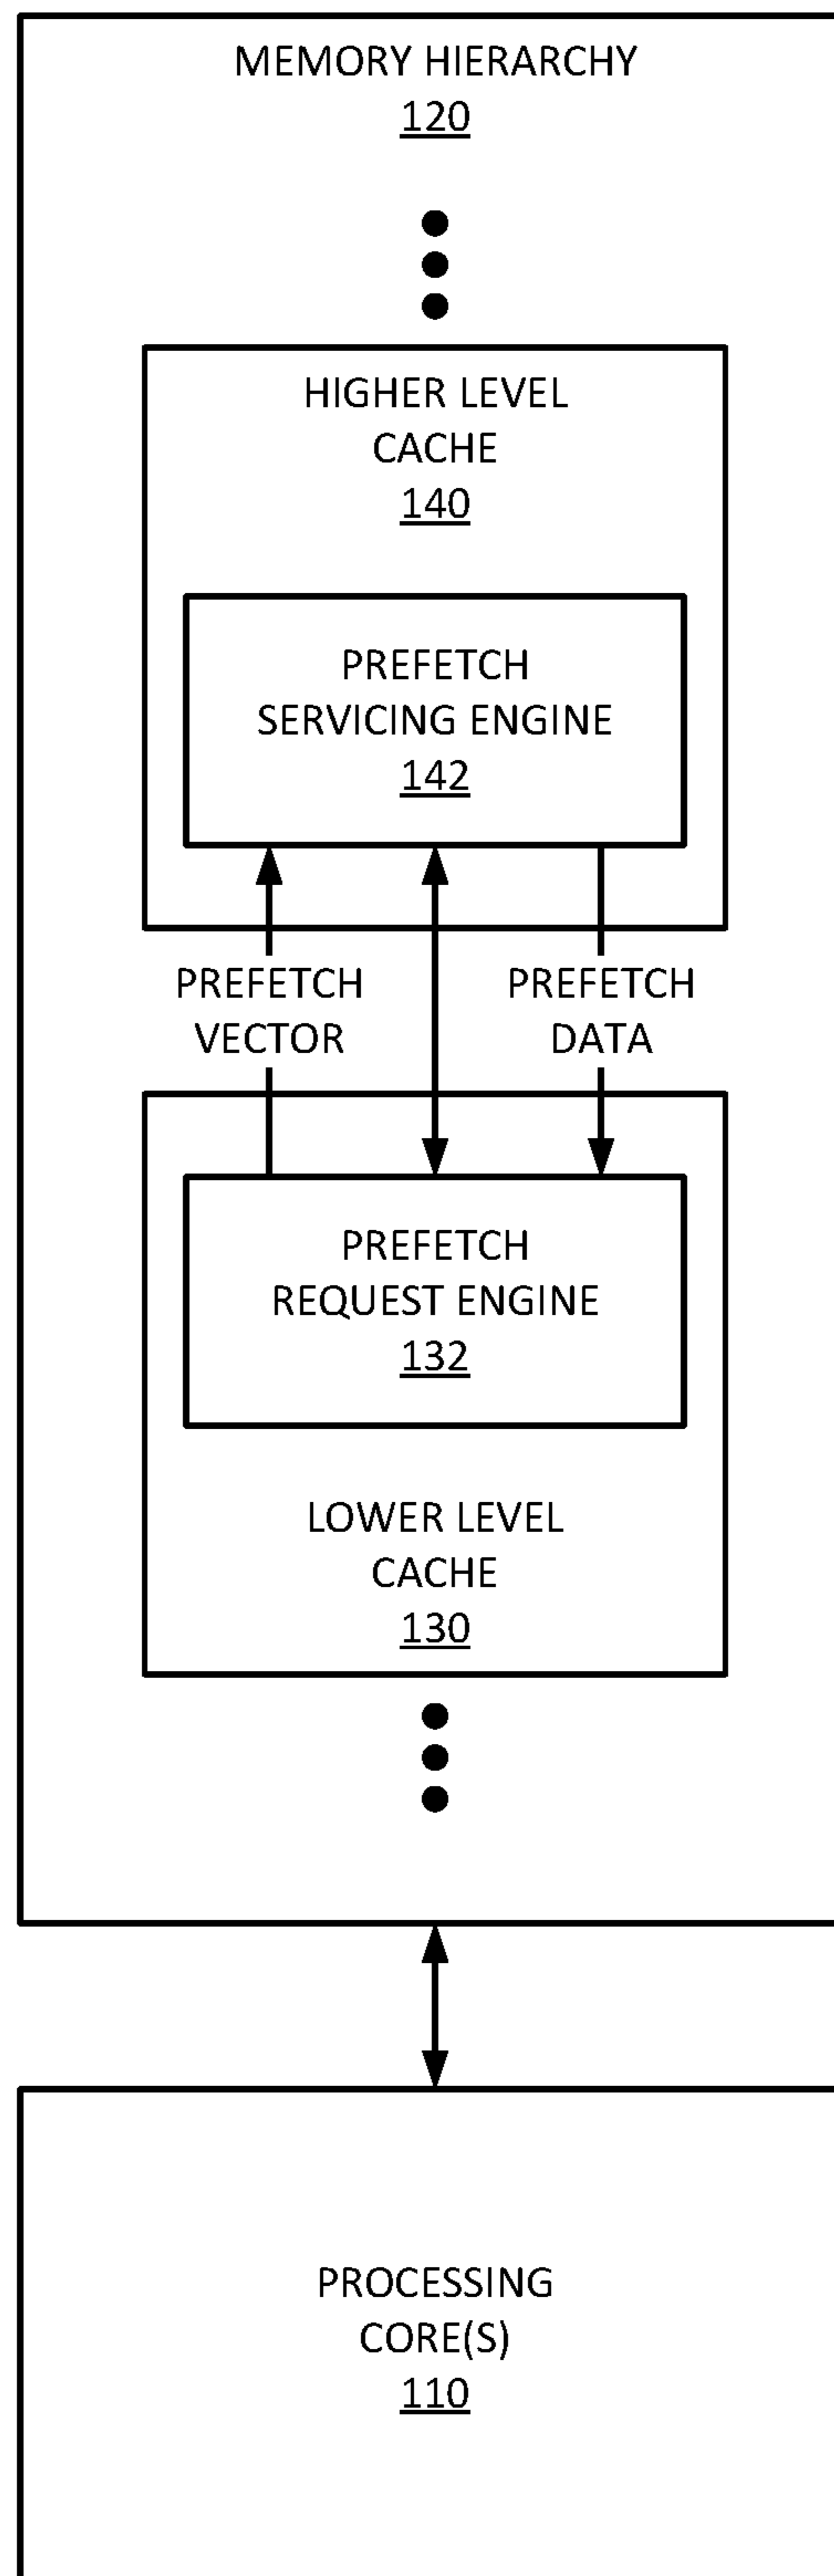 MEMORY HIERARCHY
120
HIGHER LEVEL
CACHE
140
PREFETCH
SERVICING ENGINE
142
PREFETCH
VECTOR
PREFETCH
DATA
PREFETCH
REQUEST ENGINE
132
LOWER LEVEL
CACHE
130
PROCESSING
CORE(S)
110